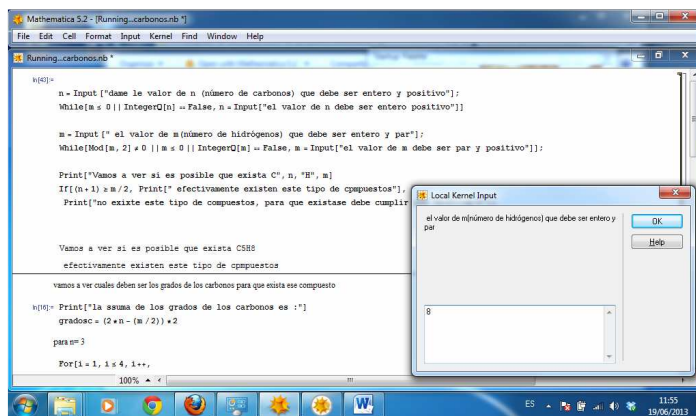 Mathematica 5.2 - [Running...carbonos.nb *]
File Edit Cell Format Input Kernel Find Window Help
Running...carbonos.nb *
In[43]:=
n = Input ["dame le valor de n (número de carbonos) que debe ser entero y positivo"];
While[m ≤ 0 || IntegerQ[n] == False, n = Input["el valor de n debe ser entero positivo"]]
m = Input [" el valor de m(número de hidrógenos) que debe ser entero y par"];
While[Mod[m, 2] ≠ 0 || m ≤ 0 || IntegerQ[m] == False, m = Input["el valor de m debe ser par y positivo"]];
Print["Vamos a ver si es posible que exista C", n, "H", m]
If[(n + 1) ≥ m / 2, Print[" efectivamente existen este tipo de cpmpuestos"],
Print["no exixte este tipo de compuestos, para que existase debe cumplir
Vamos a ver si es posible que exista C5H8
efectivamente existen este tipo de cpmpuestos
vamos a ver cuales deben ser los grados de los carbonos para que exista ese compuesto
In[16]:= Print["la ssuma de los grados de los carbonos es :"]
gradosc = (2 * n - (m / 2)) * 2
para n= 3
For[i = 1, i ≤ 4, i++,
100%
Local Kernel Input
el valor de m(número de hidrógenos) que debe ser entero y
par
OK
Help
8
ES
11:55
19/06/2013